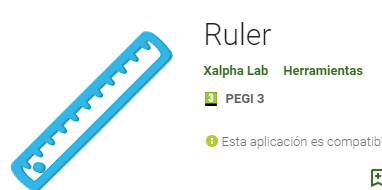 Ruler
Xalpha Lab Herramientas
3 PEGI 3
Esta aplicación es compatib